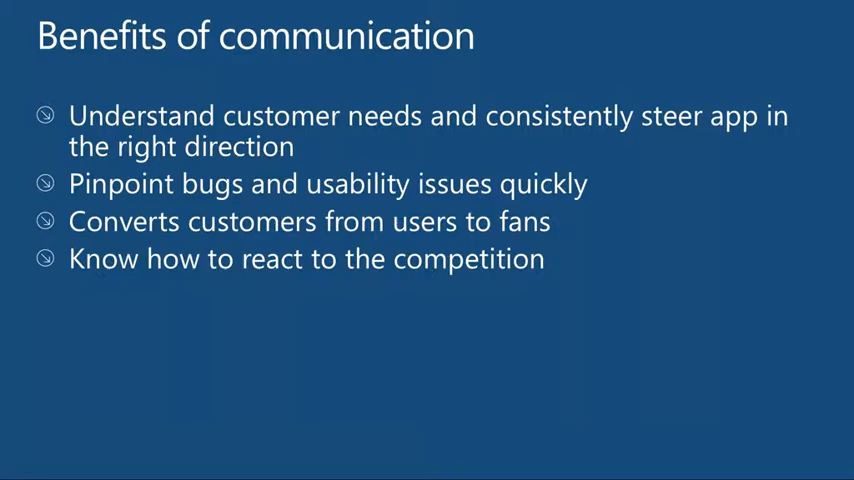 Benefits of communication
Understand customer needs and consistently steer app in
the right direction
Pinpoint bugs and usability issues quickly
Converts customers from users to fans
Know how to react to the competition